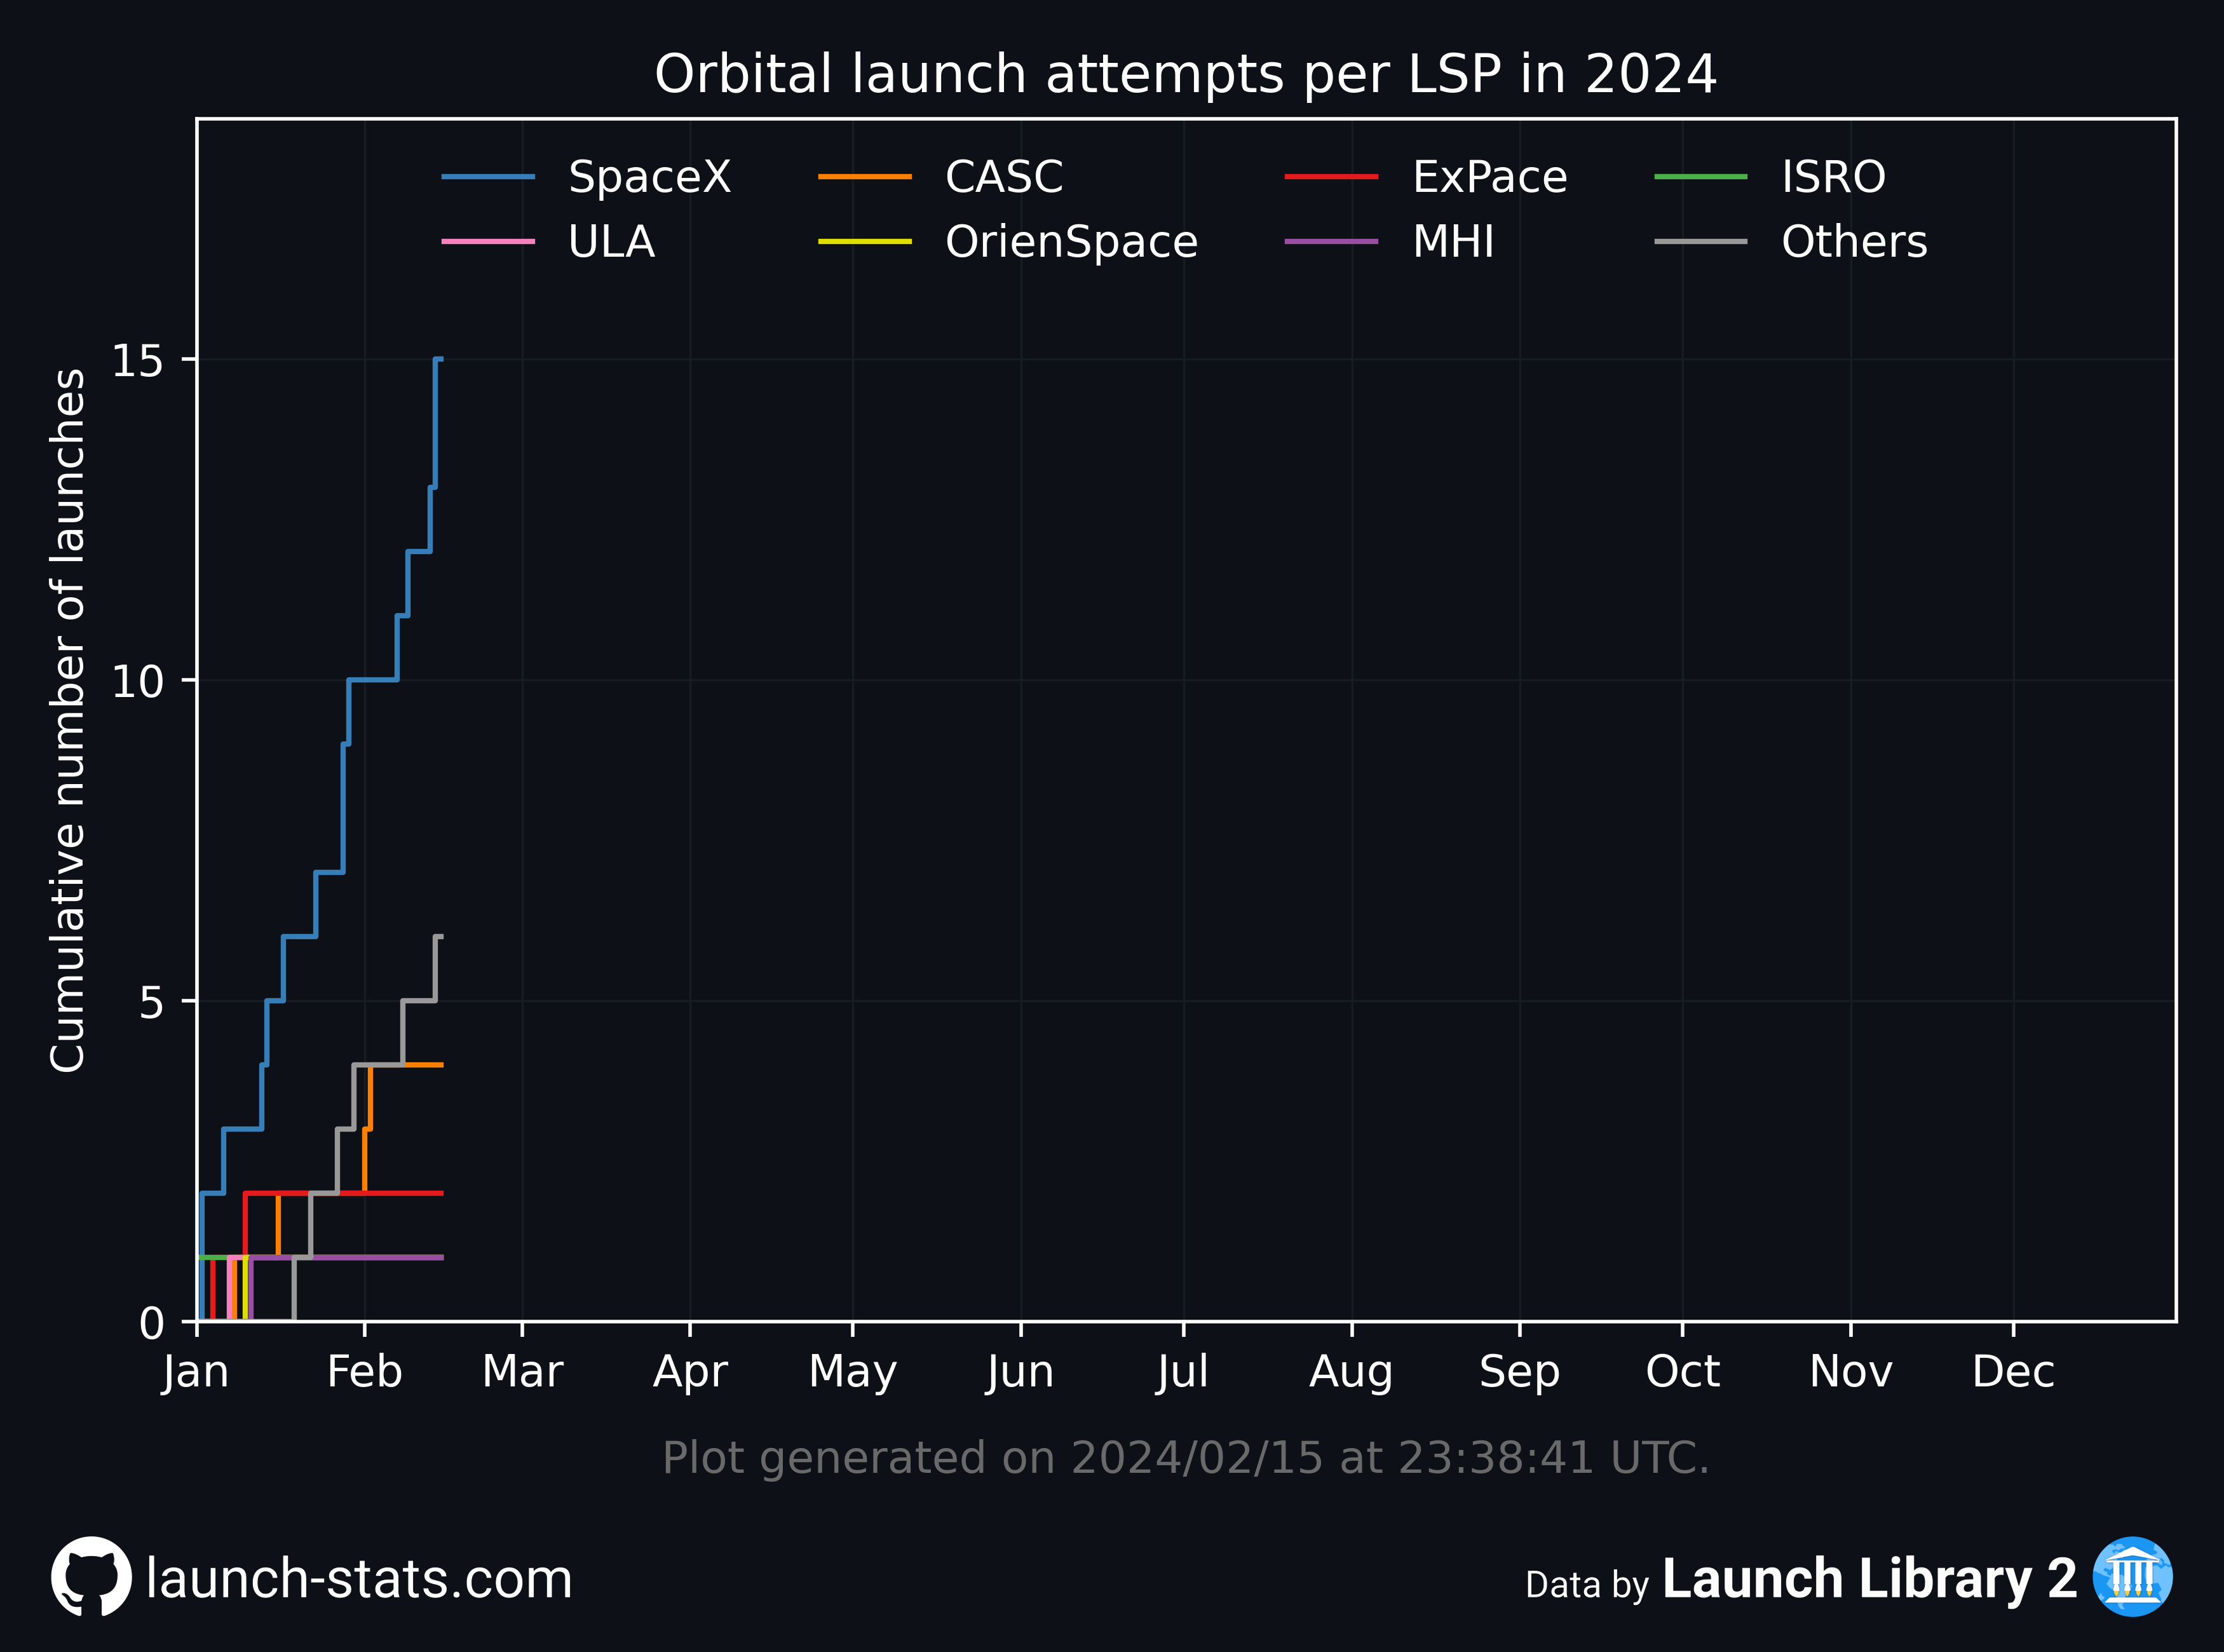 Orbital launch attempts per LSP in 2024
SpaceX CASC ExPace ISRO
ULA OrienSpace MHI Others
Cumulative number of launches
15
10
5
0
Jan Feb Mar Apr May Jun Jul Aug Sep Oct Nov Dec
Plot generated on 2024/02/15 at 23:38:41 UTC.
launch-stats.com
Data by Launch Library 2